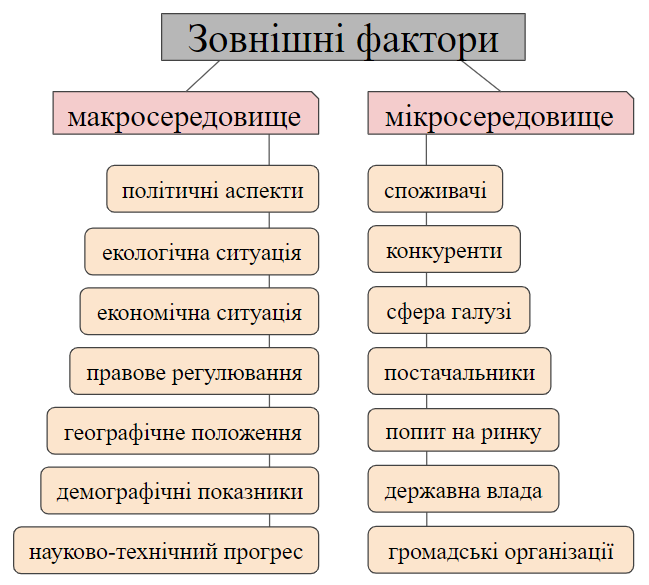 Зовнішні фактори
макросередовище
політичні аспекти
екологічна ситуація
економічна ситуація
правове регулювання
географічне положення
демографічні показники
науково-технічний прогрес
мікросередовище
споживачі
конкуренти
сфера галузі
постачальники
попит на ринку
державна влада
громадські організації